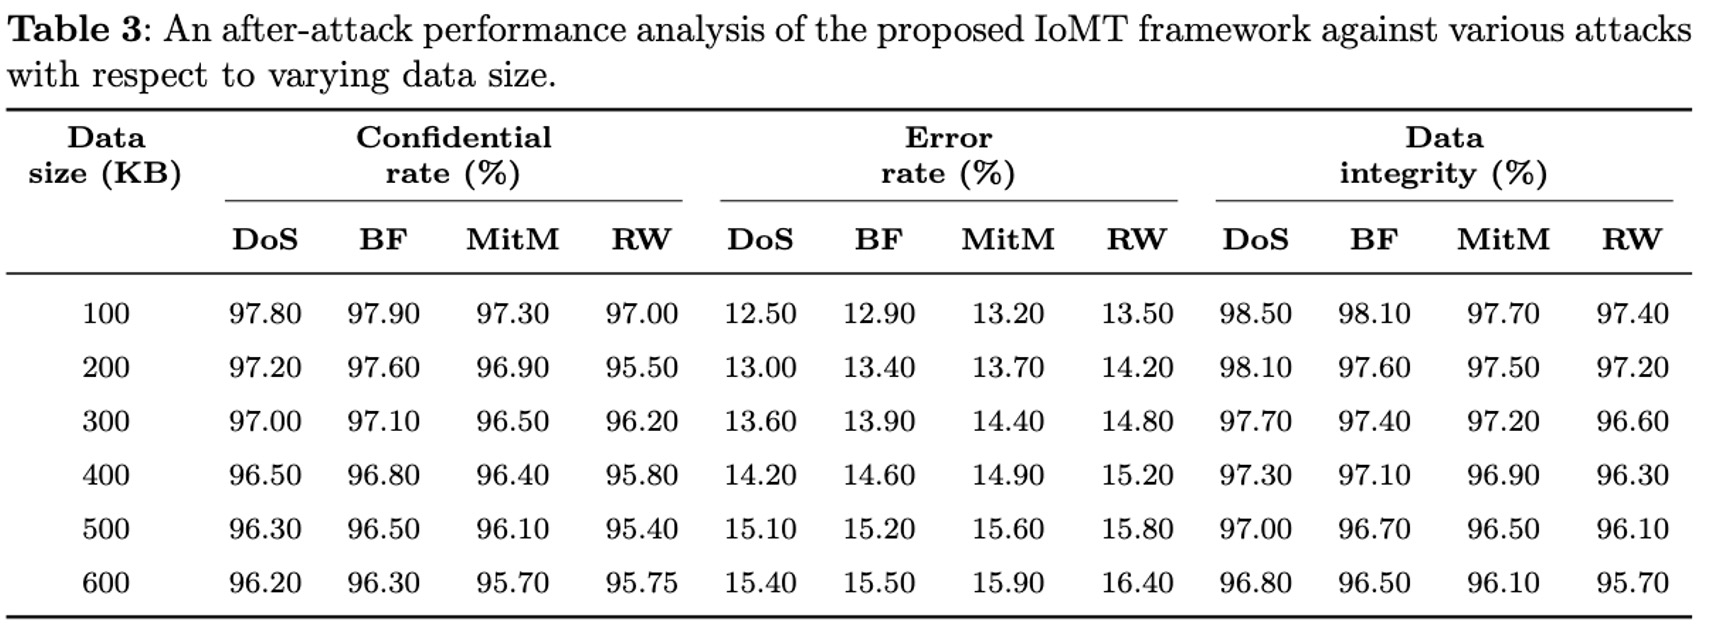 Table 3: An after-attack performance analysis of the proposed IoMT framework against various attacks
with respect to varying data size.
Data Confidential Error Data
size (KB) rate (%) rate (%) integrity (%)
DoS BF MitM RW DoS BF MitM RW DoS BF MitM RW
100 97.80 97.90 97.30 97.00 12.50 12.90 13.20 13.50 98.50 98.10 97.70 97.40
200 97.20 97.60 96.90 95.50 13.00 13.40 13.70 14.20 98.10 97.60 97.50 97.20
300 97.00 97.10 96.50 96.20 13.60 13.90 14.40 14.80 97.70 97.40 97.20 96.60
400 96.50 96.80 96.40 95.80 14.20 14.60 14.90 15.20 97.30 97.10 96.90 96.30
500 96.30 96.50 96.10 95.40 15.10 15.20 15.60 15.80 97.00 96.70 96.50 96.10
600 96.20 96.30 95.70 95.75 15.40 15.50 15.90 16.40 96.80 96.50 96.10 95.70